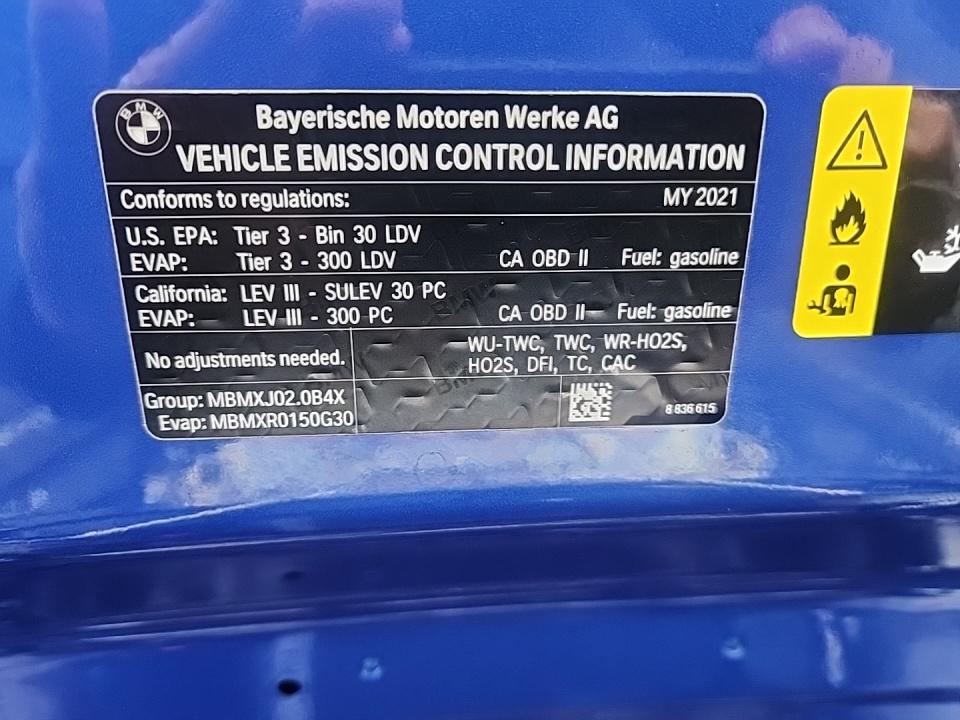 BMW
Bayerische Motoren Werke AG
VEHICLE EMISSION CONTROL INFORMATION
Conforms to regulations: MY 2021
U.S. EPA: Tier 3 - Bin 30 LDV
EVAP: Tier 3 - 300 LDV CA OBD II Fuel: gasoline
California: LEV III - SULEV 30 PC
EVAP: LEV III - 300 PC CA OBD II Fuel: gasoline
No adjustments needed.
WU-TWC, TWC, WR-HO2S,
HO2S, DFI, TC, CAC
Group: MBMXJ02.0B4X
Evap: MBMXR0150G30
8 836 615